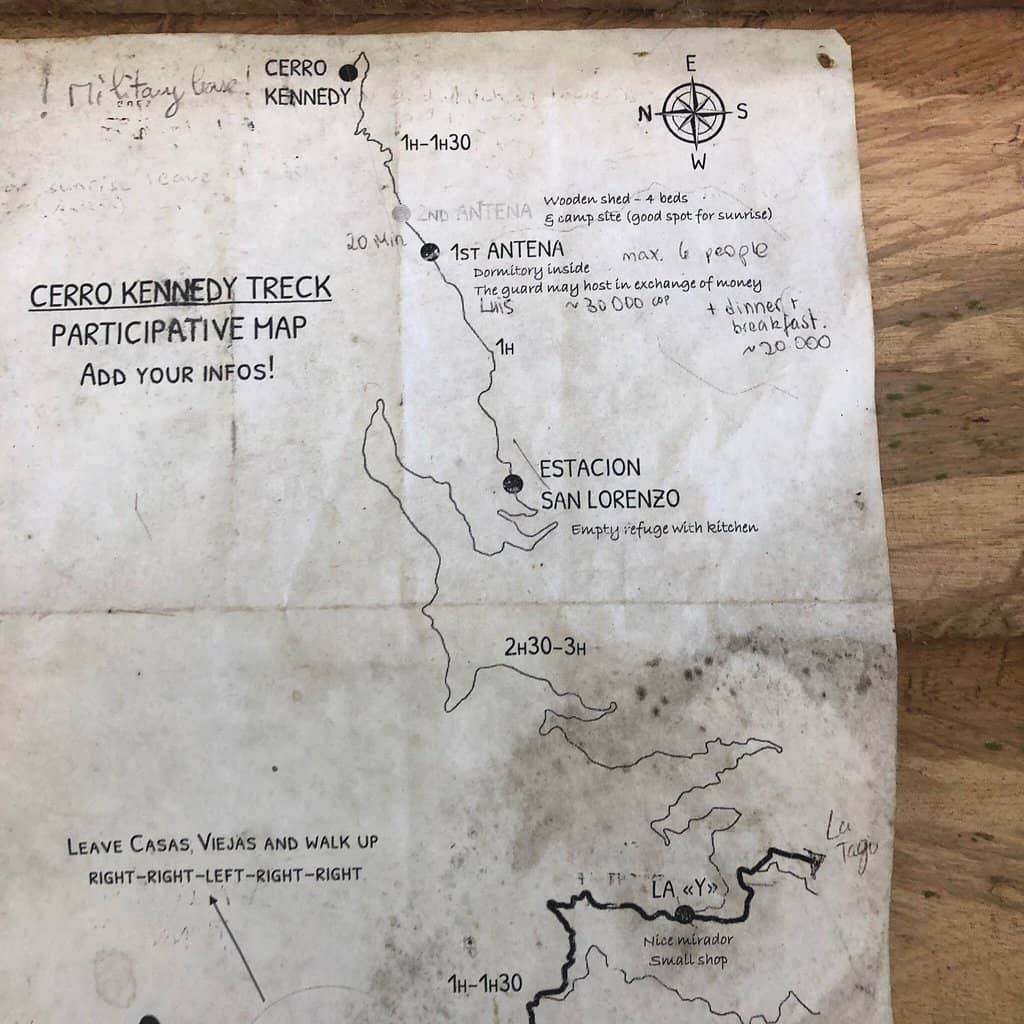 ! Military base!
CERRO
KENNEDY
E
N
S
W
1H-1H30
sunrise leave
2ND ANTENA
Wooden shed - 4 beds
& camp site (good spot for sunrise)
20 Min
1ST ANTENA
max. 6 people
Dormitory inside
The guard may host in exchange of money
Luis ~30 000 COP
+ dinner +
breakfast.
~20 000
CERRO KENNEDY TRECK
PARTICIPATIVE MAP
ADD YOUR INFOS!
1H
ESTACION
SAN LORENZO
Empty refuge with kitchen
2H30-3H
LEAVE CASAS VIEJAS AND WALK UP
RIGHT-RIGHT-LEFT-RIGHT-RIGHT
La
Tagu
LA «Y»
Nice mirador
Small shop
1H-1H30